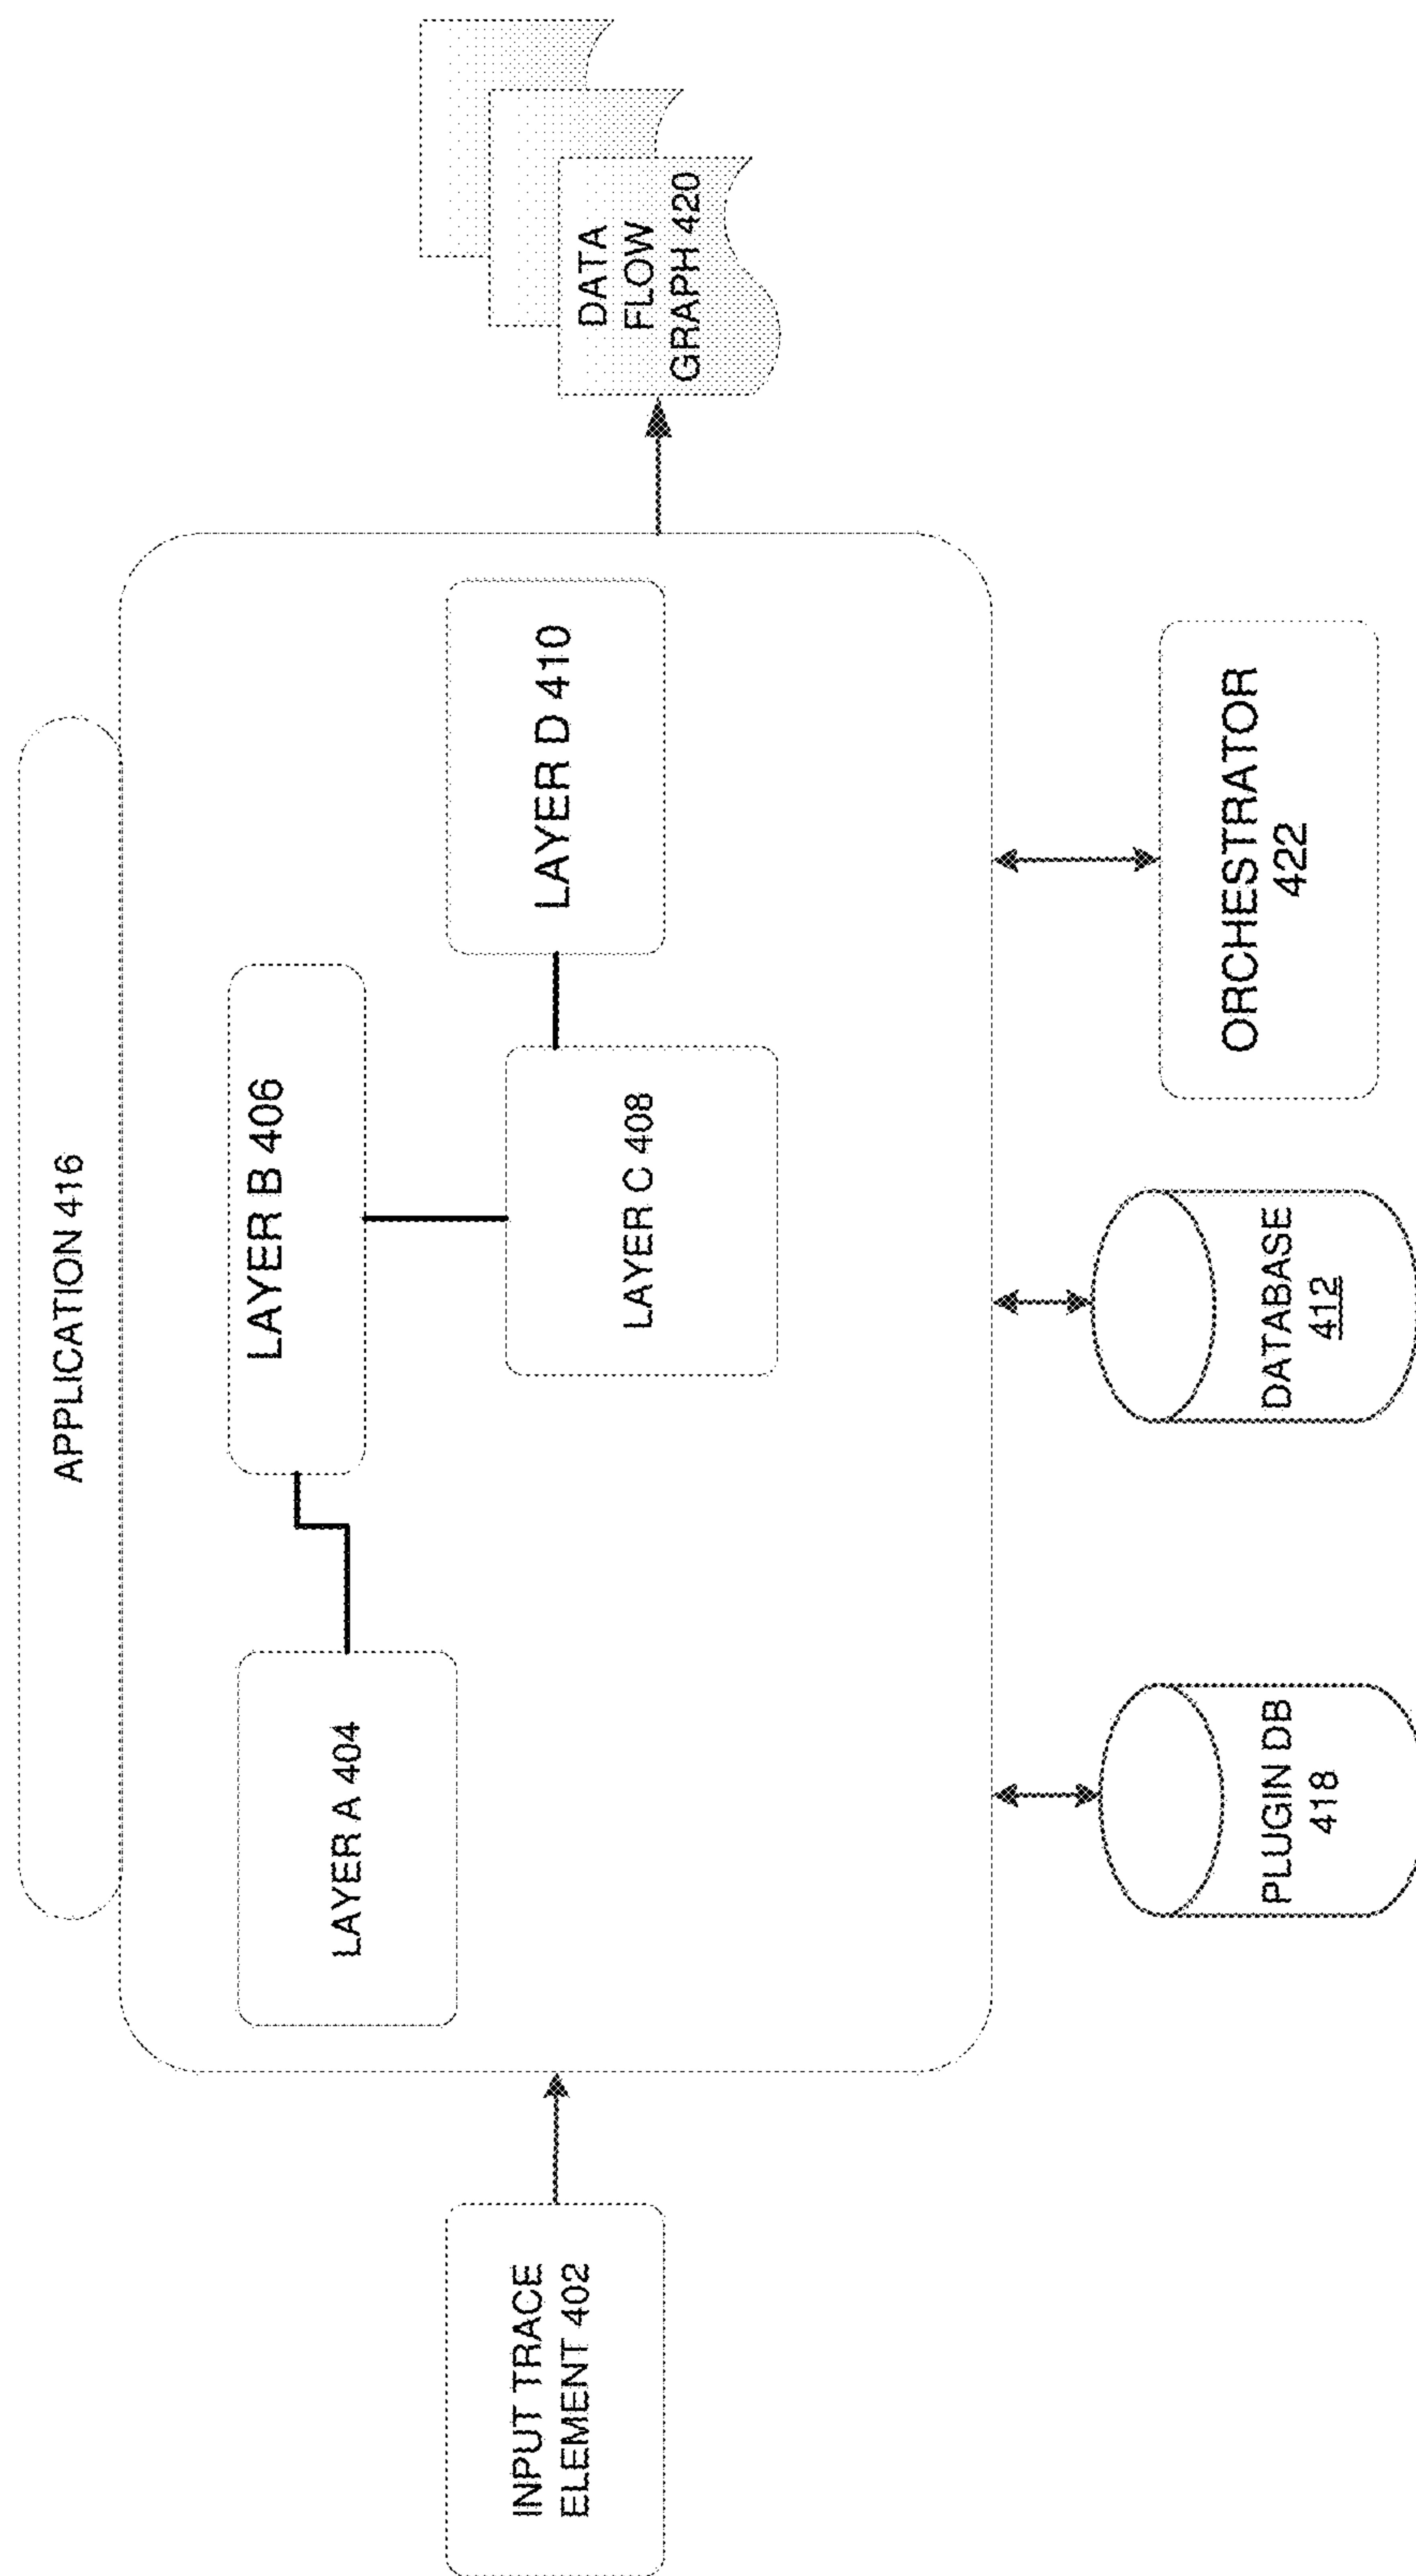 APPLICATION 416
INPUT TRACE
ELEMENT 402
LAYER A 404
LAYER B 406
LAYER C 408
LAYER D 410
DATA
FLOW
GRAPH 420
PLUGIN DB
418
DATABASE
412
ORCHESTRATOR
422